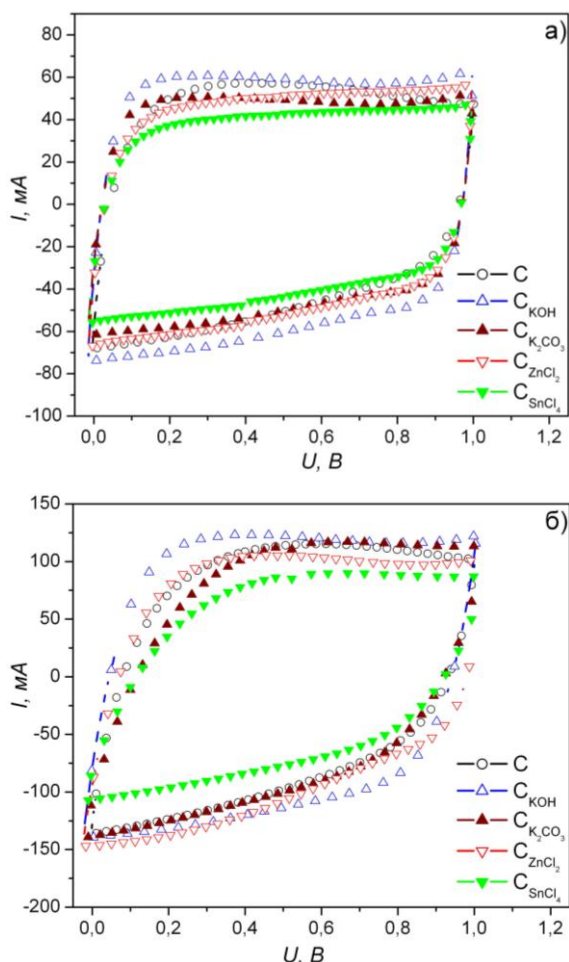 а)
80
60
40
20
0
-20
-40
-60
-80
-100
I, мА
0,0 0,2 0,4 0,6 0,8 1,0 1,2
U, В
C
C_KOH
C_K₂CO₃
C_ZnCl₂
C_SnCl₄
б)
150
100
50
0
-50
-100
-150
-200
I, мА
0,0 0,2 0,4 0,6 0,8 1,0 1,2
U, В
C
C_KOH
C_K₂CO₃
C_ZnCl₂
C_SnCl₄